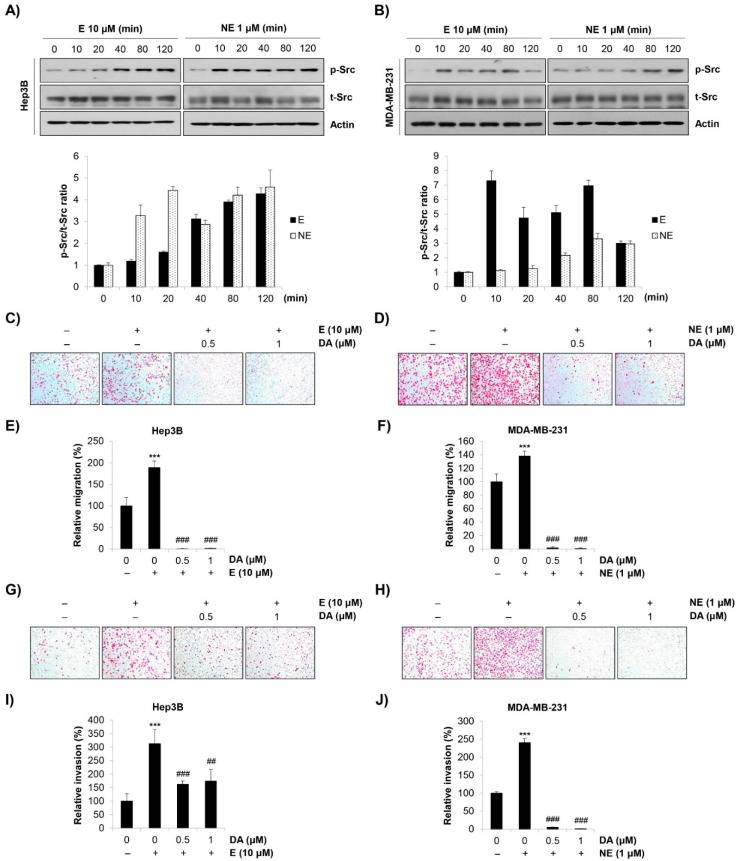 A)
E 10 µM (min) NE 1 µM (min)
0 10 20 40 80 120 0 10 20 40 80 120
Hep3B
p-Src
t-Src
Actin
p-Src/t-Src ratio
6
5
4
3
2
1
0
E
NE
0 10 20 40 80 120 (min)
B)
E 10 µM (min) NE 1 µM (min)
0 10 20 40 80 120 0 10 20 40 80 120
MDA-MB-231
p-Src
t-Src
Actin
p-Src/t-Src ratio
9
8
7
6
5
4
3
2
1
0
E
NE
0 10 20 40 80 120 (min)
C)
– + + + E (10 µM)
– – 0.5 1 DA (µM)
D)
– + + + NE (1 µM)
– – 0.5 1 DA (µM)
E)
Hep3B
Relative migration (%)
250
200
150
100
50
0
*** ### ###
0 0 0.5 1 DA (µM)
– + + + E (10 µM)
F)
MDA-MB-231
Relative migration (%)
160
140
120
100
80
60
40
20
0
*** ### ###
0 0 0.5 1 DA (µM)
– + + + NE (1 µM)
G)
– + + + E (10 µM)
– – 0.5 1 DA (µM)
H)
– + + + NE (1 µM)
– – 0.5 1 DA (µM)
I)
Hep3B
Relative invasion (%)
400
350
300
250
200
150
100
50
0
*** ### ##
0 0 0.5 1 DA (µM)
– + + + E (10 µM)
J)
MDA-MB-231
Relative invasion (%)
300
250
200
150
100
50
0
*** ### ###
0 0 0.5 1 DA (µM)
– + + + NE (1 µM)